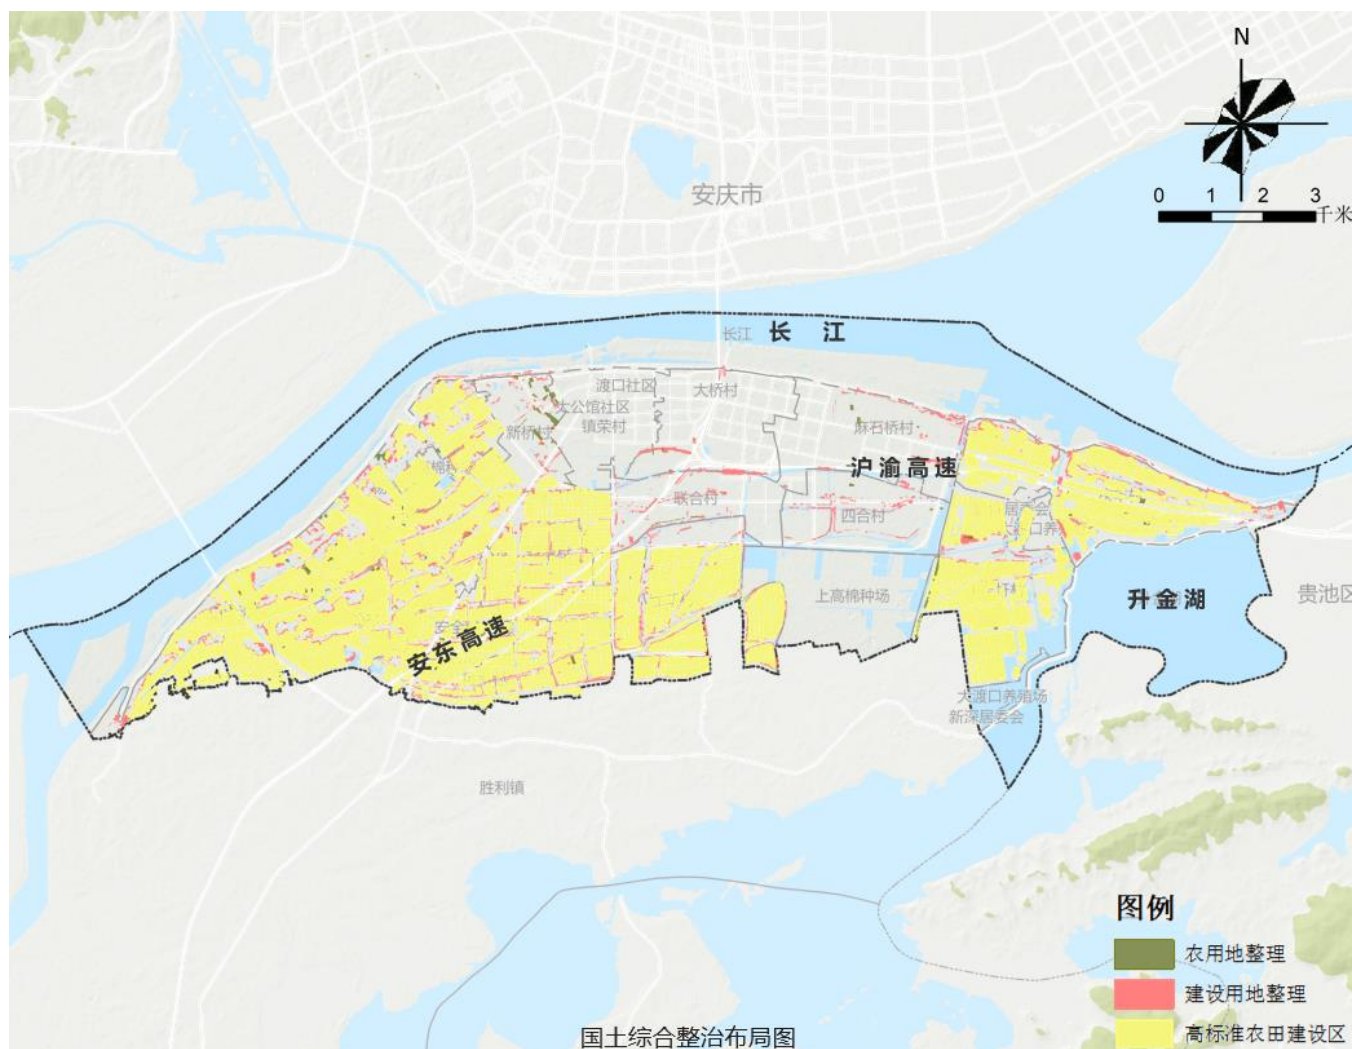 N
0 1 2 3
千米
安庆市
长江
长 江
渡口社区
大桥村
大公馆社区
镇荣村
新桥村
麻石桥村
沪渝高速
联合村
四合村
上高棉种场
升金湖
贵池区
安东高速
大渡口养殖场
新深居委会
胜利镇
图例
农用地整理
建设用地整理
高标准农田建设区
国土综合整治布局图